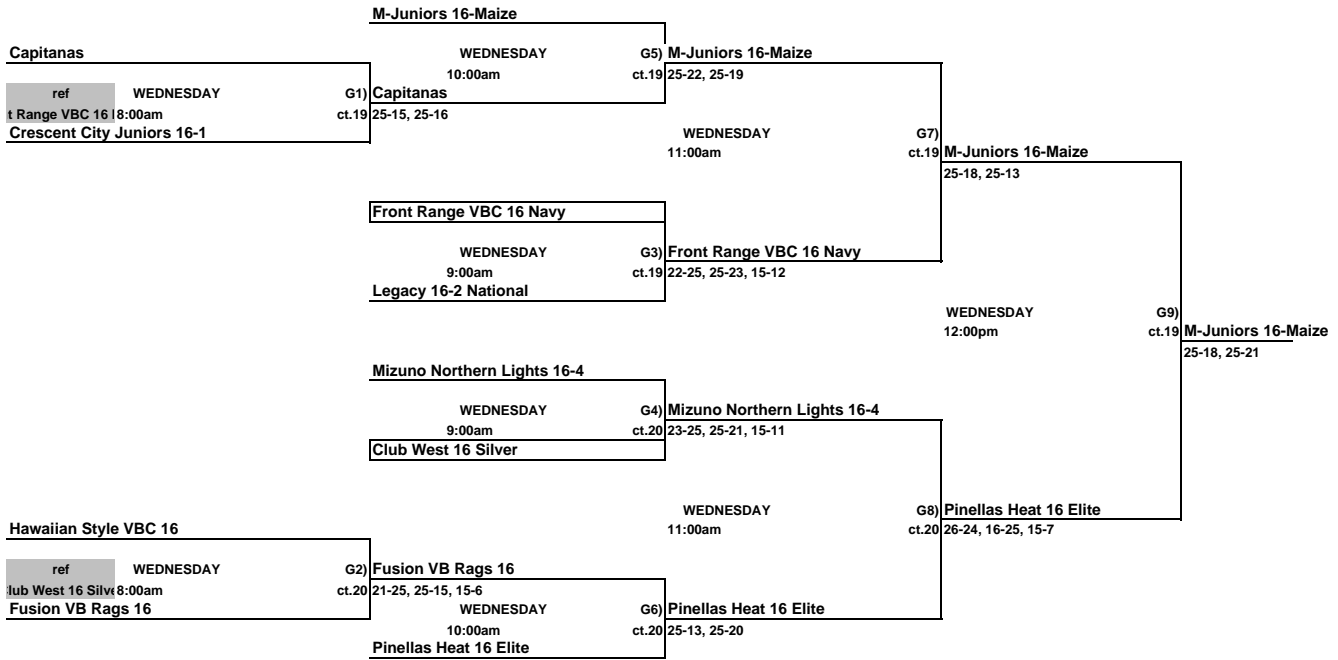 M-Juniors 16-Maize
Capitanas
WEDNESDAY G5) M-Juniors 16-Maize
10:00am ct.19 25-22, 25-19
ref WEDNESDAY G1) Capitanas
t Range VBC 16 8:00am ct.19 25-15, 25-16
Crescent City Juniors 16-1
WEDNESDAY G7)
11:00am ct.19 M-Juniors 16-Maize
25-18, 25-13
Front Range VBC 16 Navy
WEDNESDAY G3) Front Range VBC 16 Navy
9:00am ct.19 22-25, 25-23, 15-12
Legacy 16-2 National
WEDNESDAY G9)
12:00pm ct.19 M-Juniors 16-Maize
25-18, 25-21
Mizuno Northern Lights 16-4
WEDNESDAY G4) Mizuno Northern Lights 16-4
9:00am ct.20 23-25, 25-21, 15-11
Club West 16 Silver
WEDNESDAY G8) Pinellas Heat 16 Elite
11:00am ct.20 26-24, 16-25, 15-7
Hawaiian Style VBC 16
ref WEDNESDAY G2) Fusion VB Rags 16
lub West 16 Silve 8:00am ct.20 21-25, 25-15, 15-6
Fusion VB Rags 16 WEDNESDAY G6) Pinellas Heat 16 Elite
10:00am ct.20 25-13, 25-20
Pinellas Heat 16 Elite